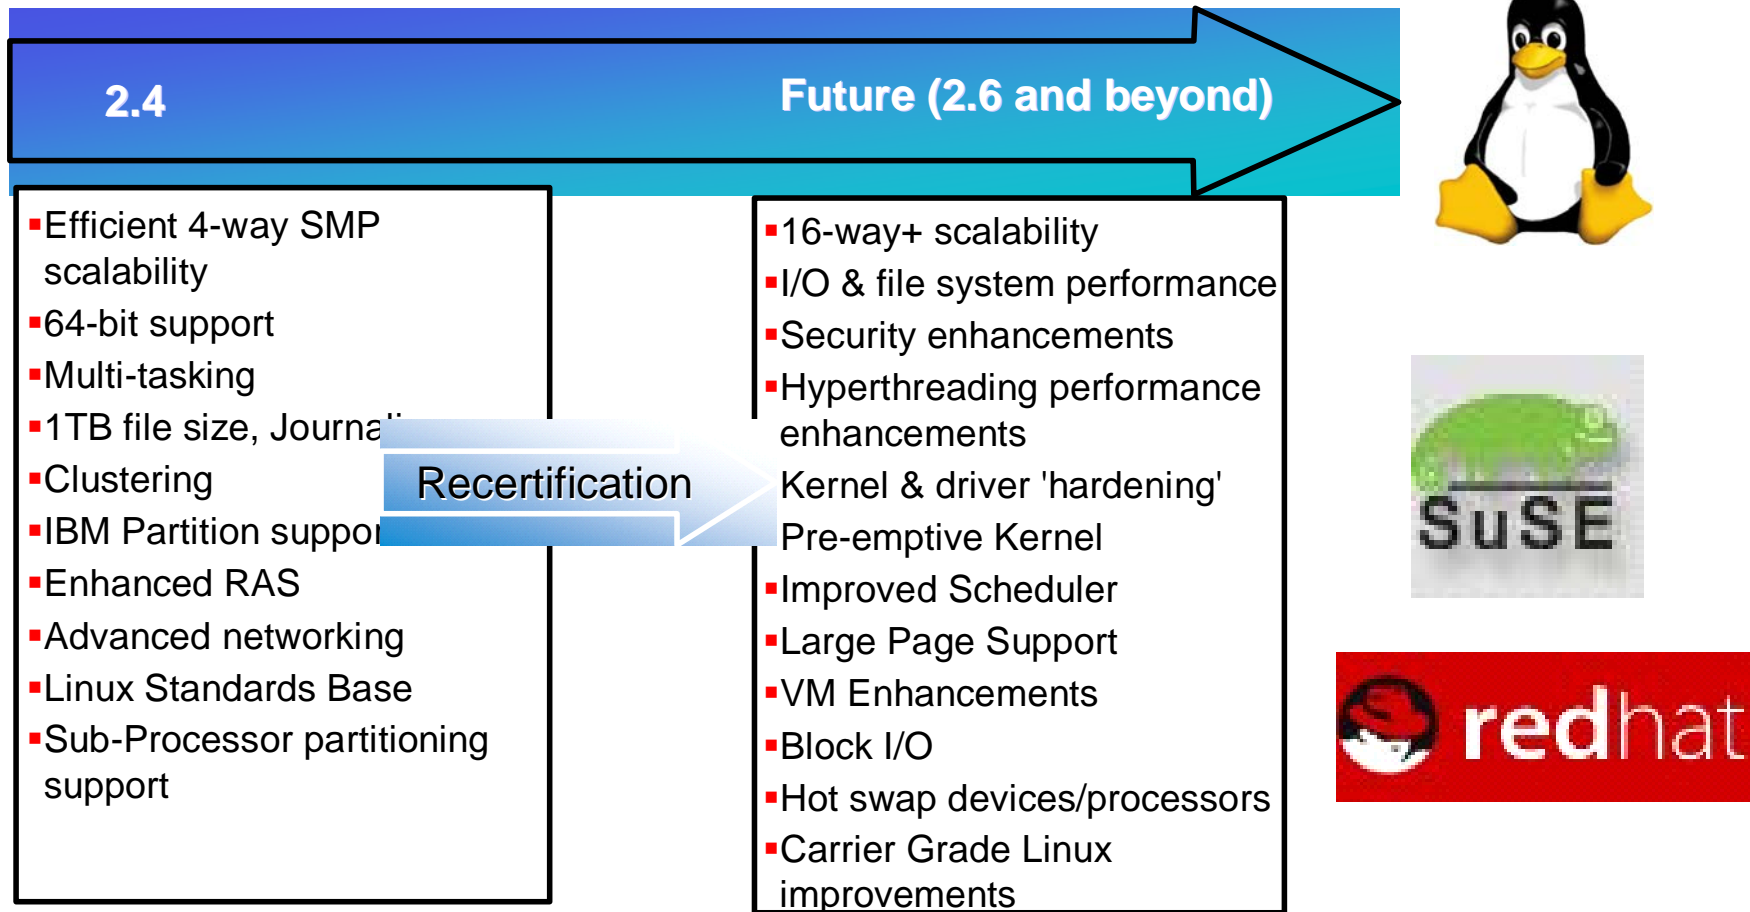 2.4
Future (2.6 and beyond)
▪Efficient 4-way SMP
scalability
▪64-bit support
▪Multi-tasking
▪1TB file size,
▪Clustering
▪IBM Partition
▪Enhanced RAS
▪Advanced networking
▪Linux Standards Base
▪Sub-Processor partitioning
support
Recertification
▪16-way+ scalability
▪I/O & file system performance
▪Security enhancements
▪Hyperthreading performance
enhancements
Kernel & driver 'hardening'
Pre-emptive Kernel
▪Improved Scheduler
▪Large Page Support
▪VM Enhancements
▪Block I/O
▪Hot swap devices/processors
▪Carrier Grade Linux
improvements
SuSE
redhat